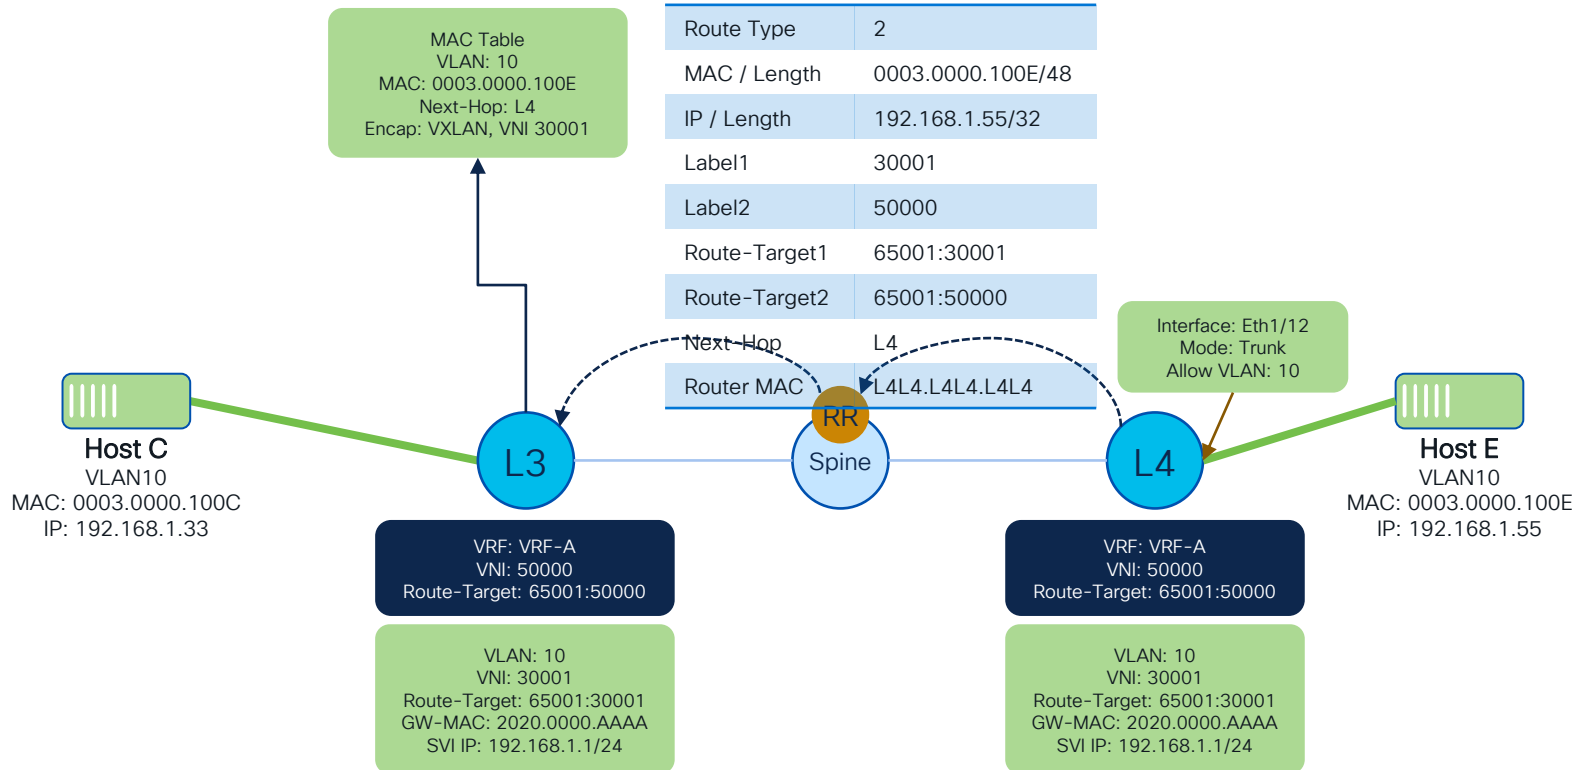 MAC Table
VLAN: 10
MAC: 0003.0000.100E
Next-Hop: L4
Encap: VXLAN, VNI 30001
Route Type 2
MAC / Length 0003.0000.100E/48
IP / Length 192.168.1.55/32
Label1 30001
Label2 50000
Route-Target1 65001:30001
Route-Target2 65001:50000
Next-Hop L4
Router MAC L4L4.L4L4.L4L4
Interface: Eth1/12
Mode: Trunk
Allow VLAN: 10
Host C
VLAN10
MAC: 0003.0000.100C
IP: 192.168.1.33
L3
RR
Spine
L4
Host E
VLAN10
MAC: 0003.0000.100E
IP: 192.168.1.55
VRF: VRF-A
VNI: 50000
Route-Target: 65001:50000
VLAN: 10
VNI: 30001
Route-Target: 65001:30001
GW-MAC: 2020.0000.AAAA
SVI IP: 192.168.1.1/24
VRF: VRF-A
VNI: 50000
Route-Target: 65001:50000
VLAN: 10
VNI: 30001
Route-Target: 65001:30001
GW-MAC: 2020.0000.AAAA
SVI IP: 192.168.1.1/24